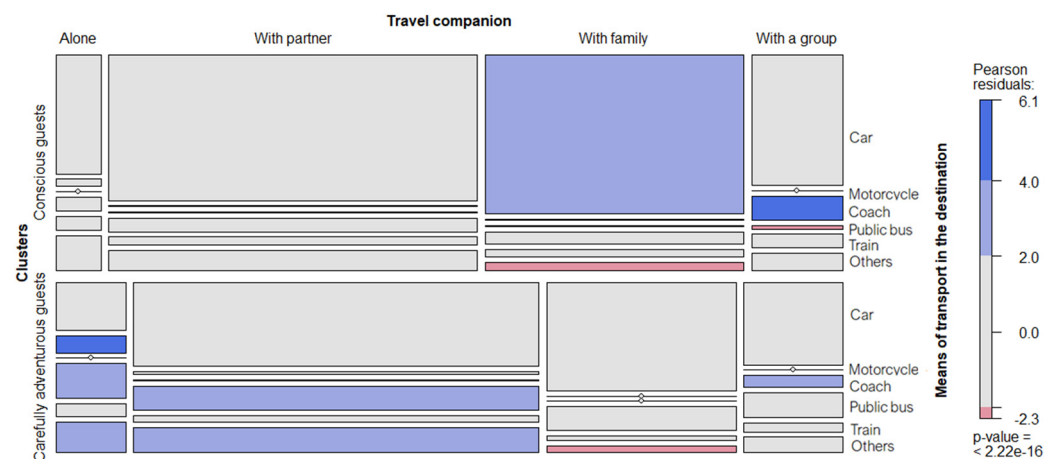 Travel companion
Alone
With partner
With family
With a group
Clusters
Conscious guests
Carefully adventurous guests
Car
Motorcycle
Coach
Public bus
Train
Others
Car
Motorcycle
Coach
Public bus
Train
Others
Means of transport in the destination
Pearson
residuals:
6.1
4.0
2.0
0.0
-2.3
p-value =
< 2.22e-16